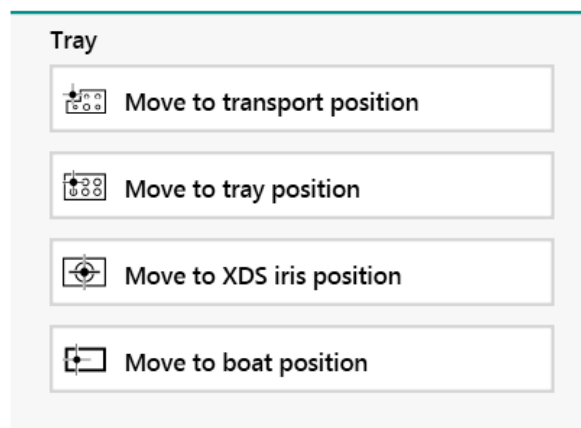 Tray
Move to transport position
Move to tray position
Move to XDS iris position
Move to boat position